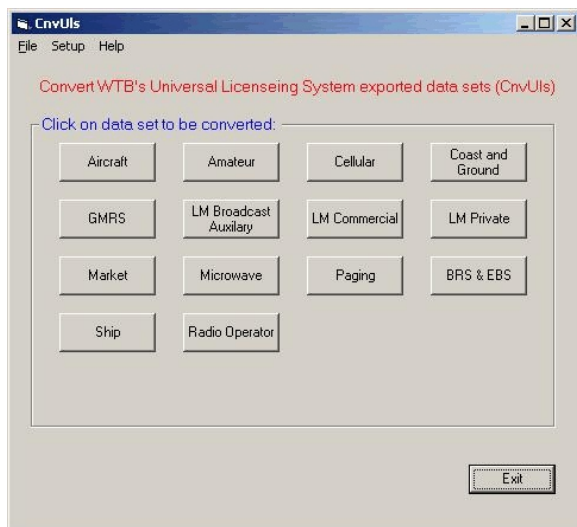 CnvUls
File Setup Help
Convert WTB's Universal Licenseing System exported data sets (CnvUls)
Click on data set to be converted:
Aircraft
Amateur
Cellular
Coast and
Ground
GMRS
LM Broadcast
Auxilary
LM Commercial
LM Private
Market
Microwave
Paging
BRS & EBS
Ship
Radio Operator
Exit